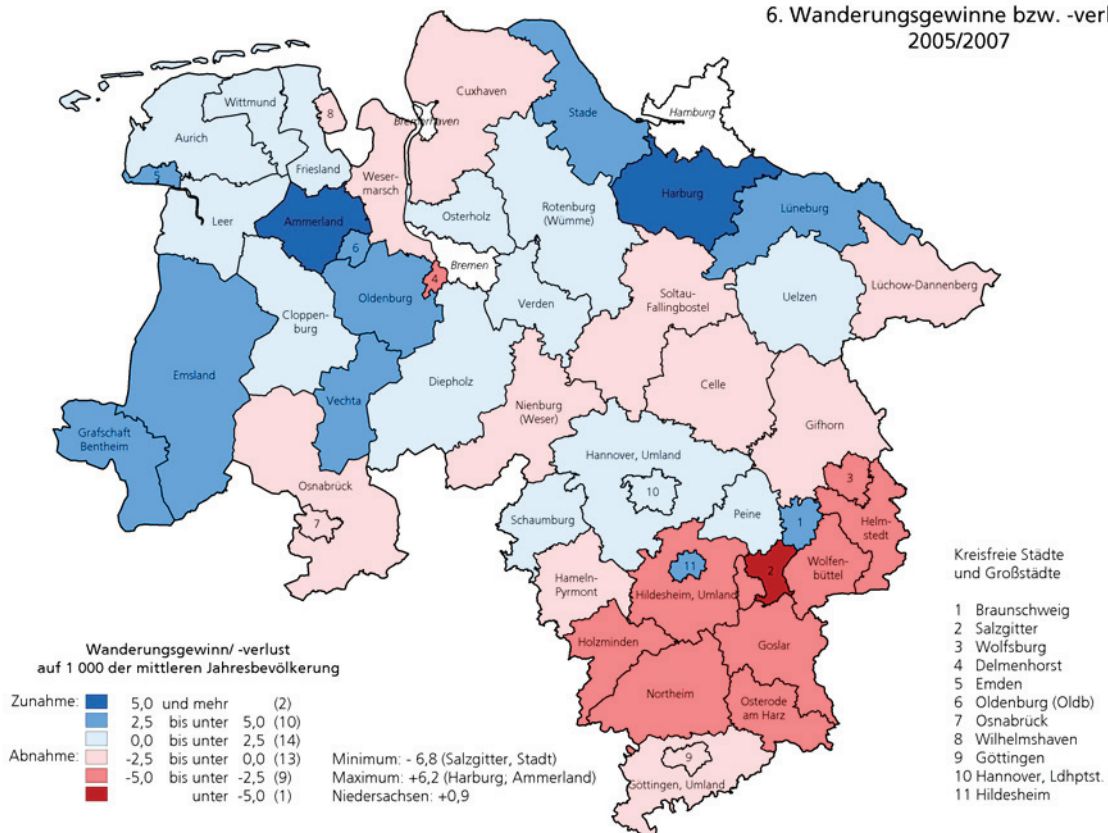 6. Wanderungsgewinne bzw. -verl
2005/2007
Hamburg
Cuxhaven
Bremerhaven
Stade
Wittmund
8
Aurich
Friesland
Weser-
marsch
5
Harburg
Lüneburg
Leer
Ammerland
Osterholz
Rotenburg
(Wümme)
6
Bremen
4
Oldenburg
Verden
Soltau-
Fallingbostel
Uelzen
Lüchow-Dannenberg
Cloppen-
burg
Emsland
Vechta
Diepholz
Celle
Nienburg
(Weser)
Gifhorn
Grafschaft
Bentheim
Hannover, Umland
10
Osnabrück
7
3
Schaumburg
Peine
1
Helm-
stedt
Hameln-
Pyrmont
11
Hildesheim, Umland
2
Wolfen-
büttel
Holzminden
Goslar
Northeim
Osterode
am Harz
9
Göttingen, Umland
Wanderungsgewinn/ -verlust
auf 1 000 der mittleren Jahresbevölkerung
Zunahme: 5,0 und mehr (2)
2,5 bis unter 5,0 (10)
0,0 bis unter 2,5 (14)
Abnahme: -2,5 bis unter 0,0 (13)
-5,0 bis unter -2,5 (9)
unter -5,0 (1)
Minimum: - 6,8 (Salzgitter, Stadt)
Maximum: +6,2 (Harburg; Ammerland)
Niedersachsen: +0,9
Kreisfreie Städte
und Großstädte
1 Braunschweig
2 Salzgitter
3 Wolfsburg
4 Delmenhorst
5 Emden
6 Oldenburg (Oldb)
7 Osnabrück
8 Wilhelmshaven
9 Göttingen
10 Hannover, Ldhptst.
11 Hildesheim